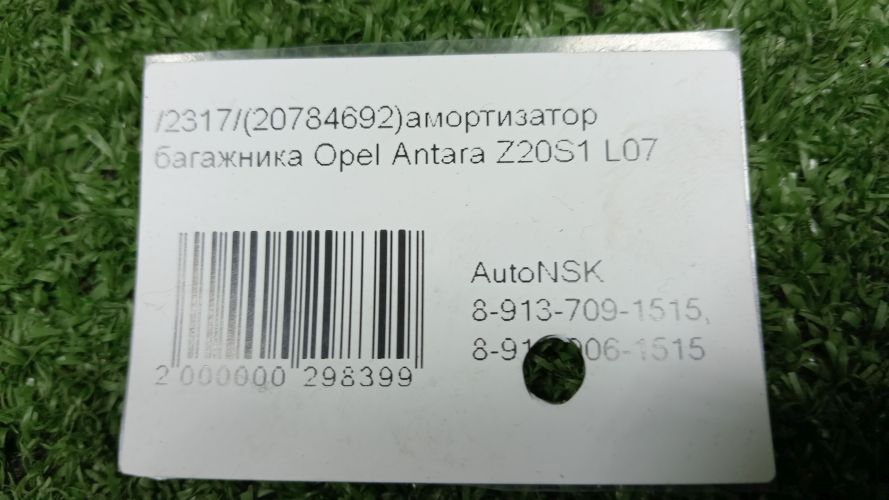 /2317/(20784692)амортизатор
багажника Opel Antara Z20S1 L07
AutoNSK
8-913-709-1515,
2 000000 298399